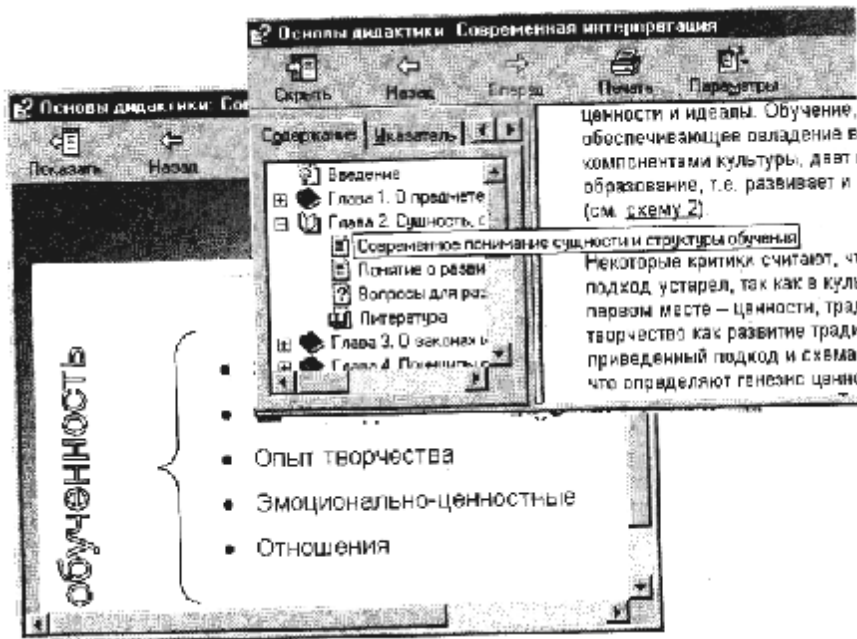 Основы дидактики Современная интерпретация
Скрыть
Назад
Вперед
Печать
Параметры
Содержание
Указатель
Введение
Глава 1. О предмете
Глава 2. Сущность, с
Современное понимание сущности и структуры обучения
Понятие о разви
Вопросы для раз
Литература
Глава 3. О законах и
Глава 4. Принципы
ценности и идеалы. Обучение,
обеспечивающее овладение в
компонентами культуры, дает
образование, т.е. развивает и
(см. схему 2).
Некоторые критики считают, чт
подход устарел, так как в куль
первом месте – ценности, трад
творчество как развитие тради
приведенный подход и схема
что определяют генезис ценно
Основы дидактики: Со
Показать
Назад
обученность
• Опыт творчества
• Эмоционально-ценностные
• Отношения